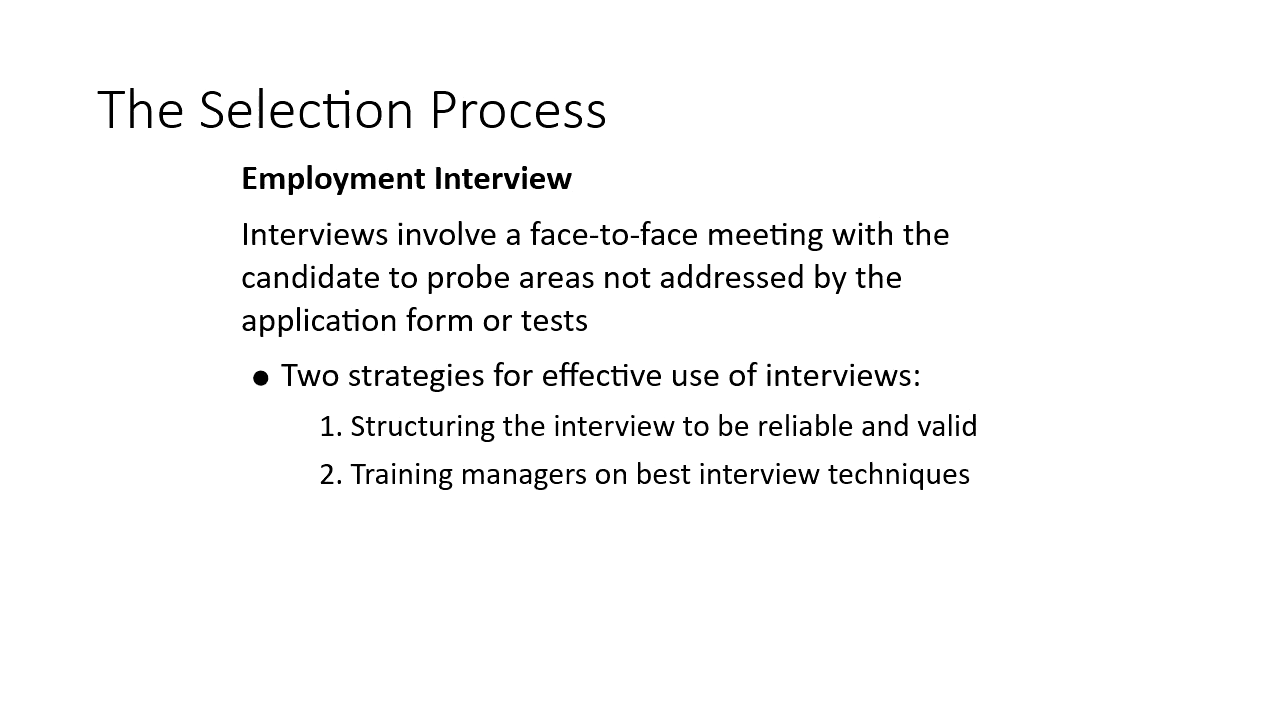 The Selection Process
Employment Interview
Interviews involve a face-to-face meeting with the
candidate to probe areas not addressed by the
application form or tests
● Two strategies for effective use of interviews:
1. Structuring the interview to be reliable and valid
2. Training managers on best interview techniques